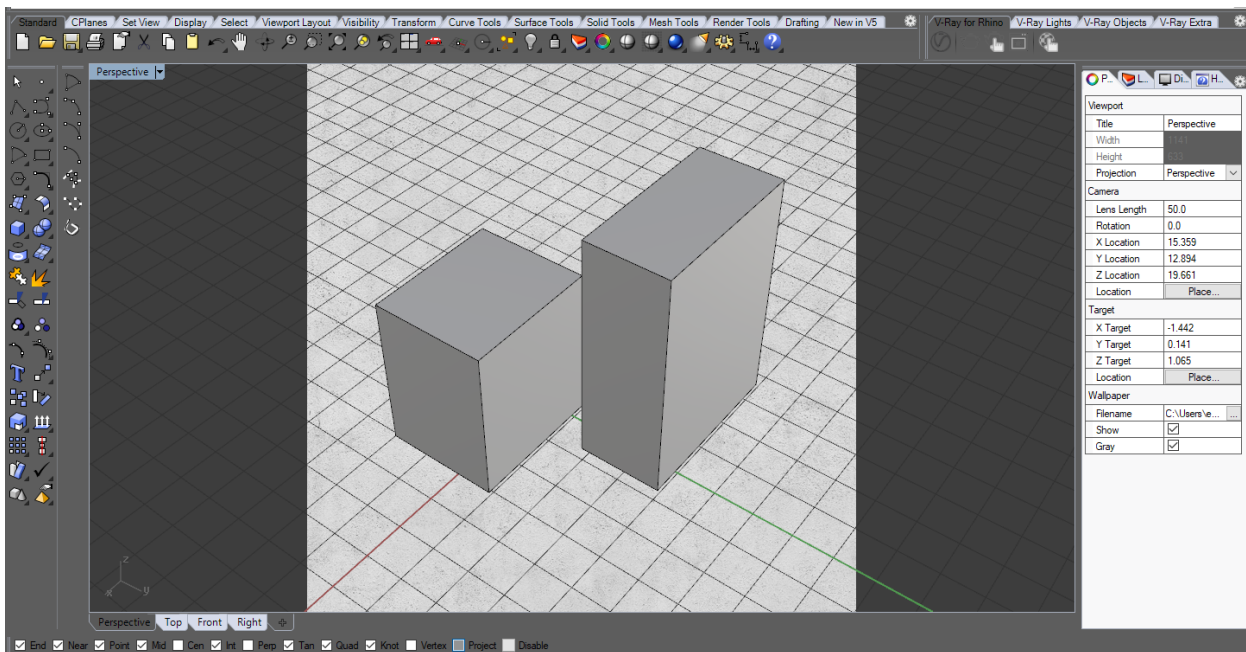 Standard CPlanes Set View Display Select Viewport Layout Visibility Transform Curve Tools Surface Tools Solid Tools Mesh Tools Render Tools Drafting New in V5 V-Ray for Rhino V-Ray Lights V-Ray Objects V-Ray Extra
Perspective
P... L... Di... H...
Viewport
Title Perspective
Width 1141
Height
Projection Perspective
Camera
Lens Length 50.0
Rotation 0.0
X Location 15.359
Y Location 12.894
Z Location 19.661
Location Place...
Target
X Target -1.442
Y Target 0.141
Z Target 1.065
Location Place...
Wallpaper
Filename C:\Users\e... ...
Show
Gray
z
x y
Perspective Top Front Right
End Near Point Mid Cen Int Perp Tan Quad Knot Vertex Project Disable